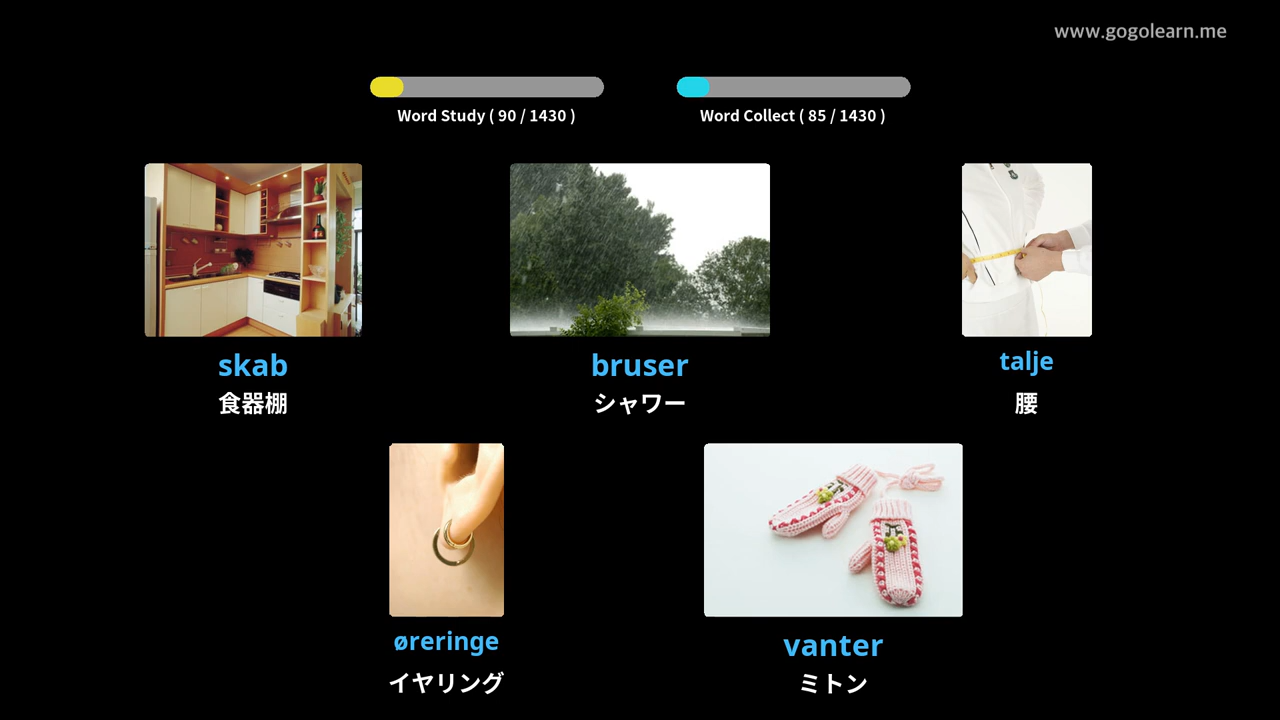 www.gogolearn.me
Word Study ( 90 / 1430 )
Word Collect ( 85 / 1430 )
skab
食器棚
bruser
シャワー
talje
腰
øreringe
イヤリング
vanter
ミトン